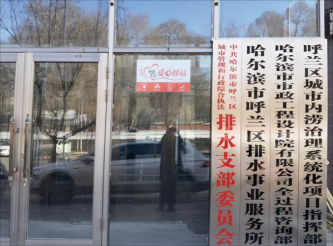 爱心驿站
呼兰区城市内涝治理系统化项目指挥部
哈尔滨市市政工程设计院有限公司全过程咨询部
哈尔滨市呼兰区排水事业服务所
中共哈尔滨市呼兰区
城市管理和行政综合执法
排水支部委员会